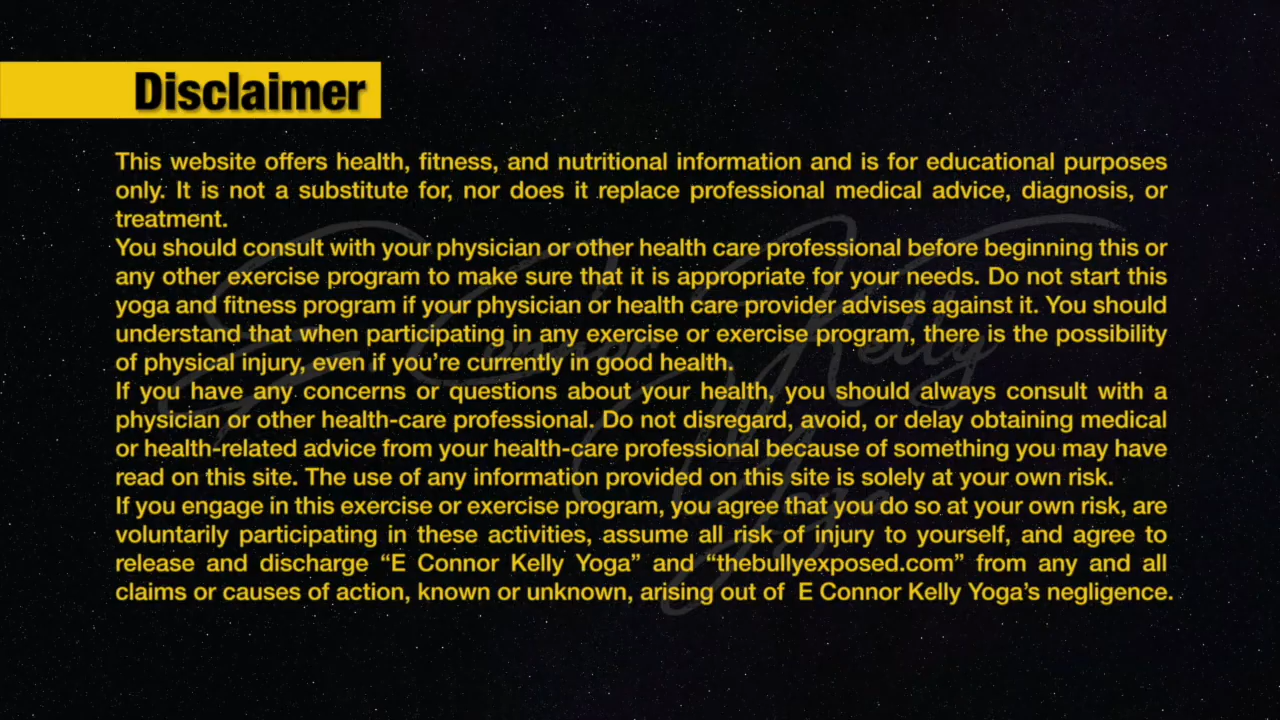 Disclaimer
This website offers health, fitness, and nutritional information and is for educational purposes
only. It is not a substitute for, nor does it replace professional medical advice, diagnosis, or
treatment.
You should consult with your physician or other health care professional before beginning this or
any other exercise program to make sure that it is appropriate for your needs. Do not start this
yoga and fitness program if your physician or health care provider advises against it. You should
understand that when participating in any exercise or exercise program, there is the possibility
of physical injury, even if you’re currently in good health.
If you have any concerns or questions about your health, you should always consult with a
physician or other health-care professional. Do not disregard, avoid, or delay obtaining medical
or health-related advice from your health-care professional because of something you may have
read on this site. The use of any information provided on this site is solely at your own risk.
If you engage in this exercise or exercise program, you agree that you do so at your own risk, are
voluntarily participating in these activities, assume all risk of injury to yourself, and agree to
release and discharge “E Connor Kelly Yoga” and “thebullyexposed.com” from any and all
claims or causes of action, known or unknown, arising out of E Connor Kelly Yoga’s negligence.
E Connor Kelly
Yoga